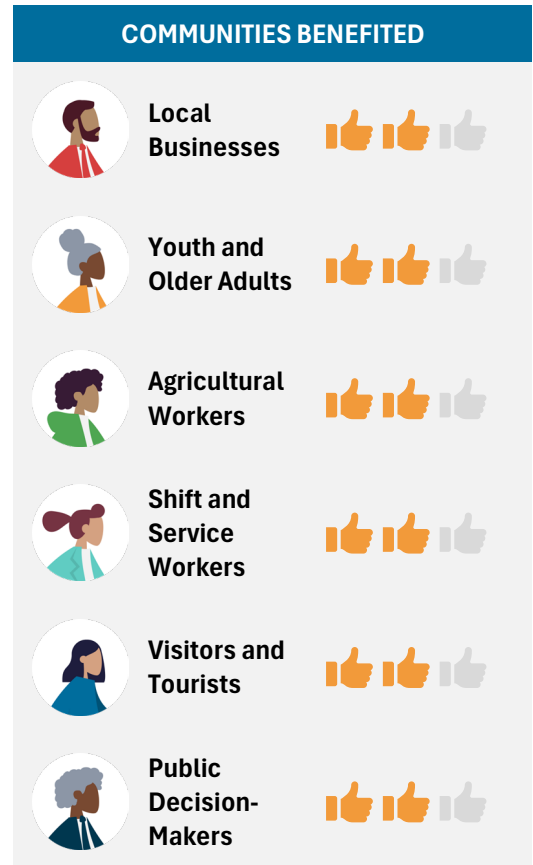 COMMUNITIES BENEFITED
Local
Businesses
Youth and
Older Adults
Agricultural
Workers
Shift and
Service
Workers
Visitors and
Tourists
Public
Decision-
Makers